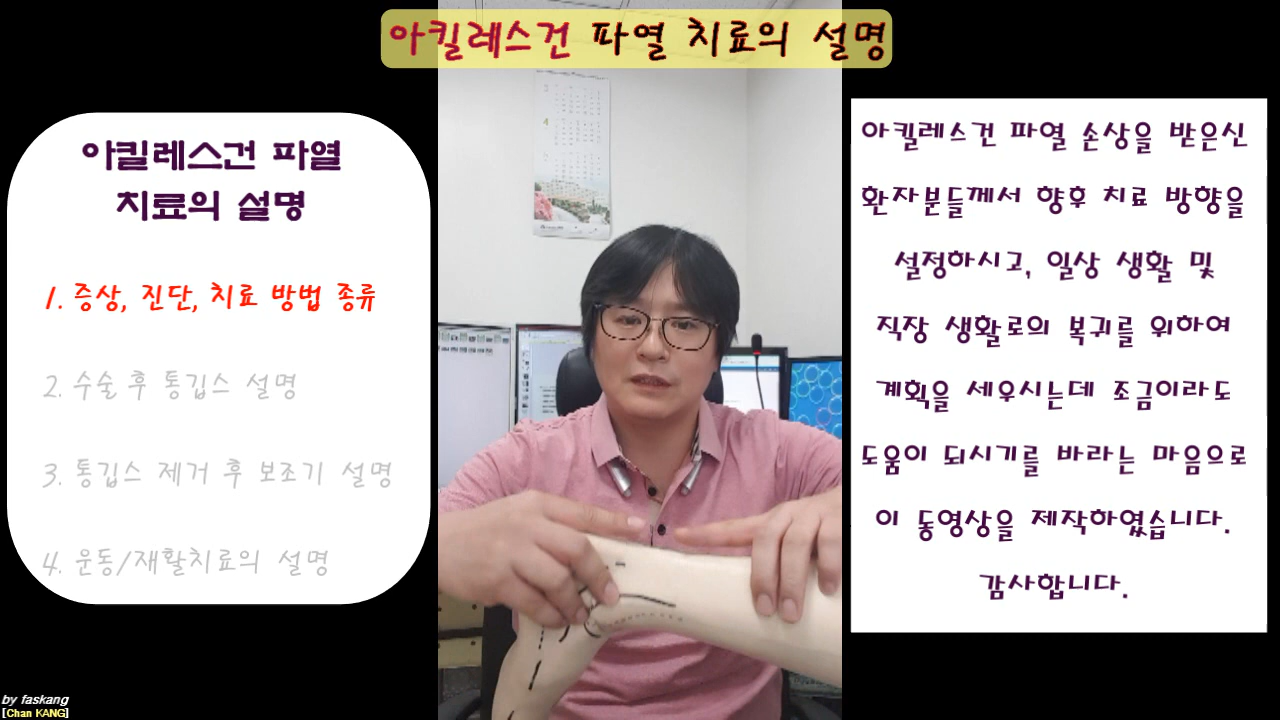 아킬레스건 파열 치료의 설명
아킬레스건 파열
치료의 설명
1. 증상, 진단, 치료 방법 종류
2. 수술 후 통깁스 설명
3. 통깁스 제거 후 보조기 설명
4. 운동/재활치료의 설명
아킬레스건 파열 손상을 받은신
환자분들께서 향후 치료 방향을
설정하시고, 일상 생활 및
직장 생활로의 복귀를 위하여
계획을 세우시는데 조금이라도
도움이 되시기를 바라는 마음으로
이 동영상을 제작하였습니다.
감사합니다.
by faskang
[Chan KANG]